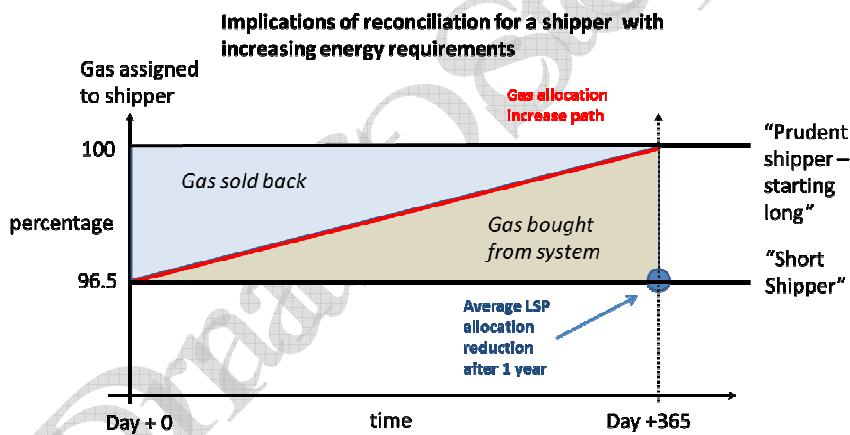 Implications of reconciliation for a shipper with
increasing energy requirements
Gas assigned
to shipper
Gas allocation
increase path
100
"Prudent
shipper –
starting
long"
Gas sold back
percentage
Gas bought
from system
96.5
"Short
Shipper"
Average LSP
allocation
reduction
after 1 year
Day + 0
time
Day +365